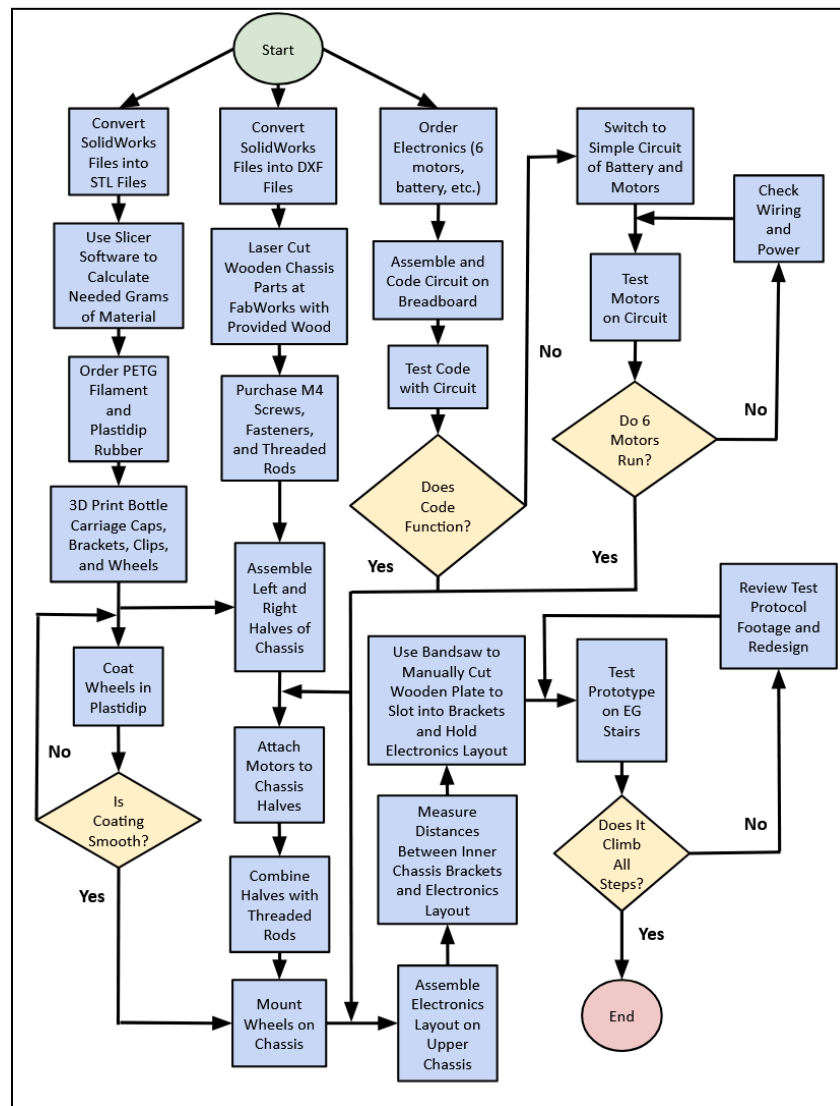 Start
Convert
SolidWorks
Files into
STL Files
Convert
SolidWorks
Files into DXF
Files
Order
Electronics (6
motors,
battery, etc.)
Switch to
Simple Circuit
of Battery and
Motors
Check
Wiring
and
Power
Use Slicer
Software to
Calculate
Needed Grams
of Material
Laser Cut
Wooden Chassis
Parts at
FabWorks with
Provided Wood
Assemble and
Code Circuit on
Breadboard
Test
Motors
on Circuit
No
Test Code
with Circuit
Order PETG
Filament
and
Plastidip
Rubber
Purchase M4
Screws,
Fasteners,
and Threaded
Rods
Do 6
Motors
Run?
No
3D Print Bottle
Carriage Caps,
Brackets, Clips,
and Wheels
Does
Code
Function?
Yes
Yes
Assemble
Left and
Right
Halves of
Chassis
Review Test
Protocol
Footage and
Redesign
Use Bandsaw to
Manually Cut
Wooden Plate to
Slot into Brackets
and Hold
Electronics Layout
Test
Prototype
on EG
Stairs
Coat
Wheels in
Plastidip
No
Attach
Motors to
Chassis
Halves
Is
Coating
Smooth?
Measure
Distances
Between Inner
Chassis Brackets
and Electronics
Layout
Does It
Climb
All
Steps?
No
Yes
Combine
Halves with
Threaded
Rods
Yes
Mount
Wheels on
Chassis
Assemble
Electronics
Layout on
Upper
Chassis
End